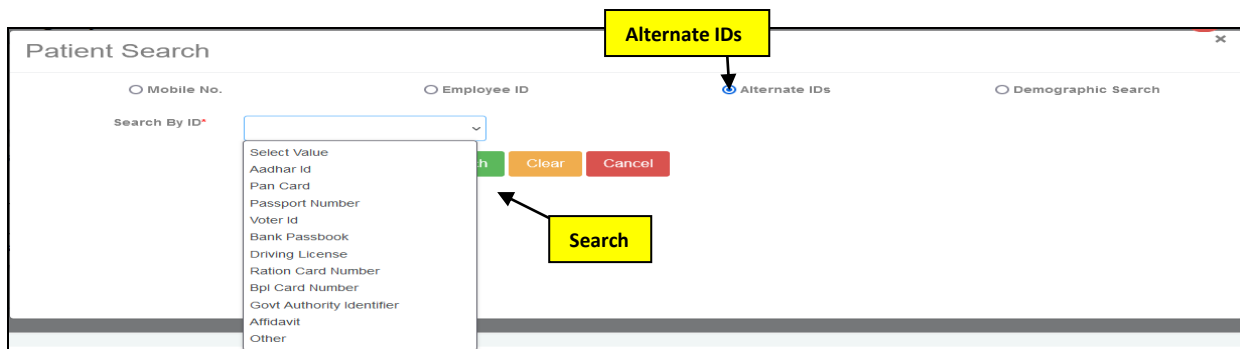 Alternate IDs
Patient Search
×
Mobile No. Employee ID Alternate IDs Demographic Search
Search By ID*
Select Value
Aadhar Id
Pan Card
Passport Number
Voter Id
Bank Passbook
Driving License
Ration Card Number
Bpl Card Number
Govt Authority Identifier
Affidavit
Other
h Clear Cancel
Search